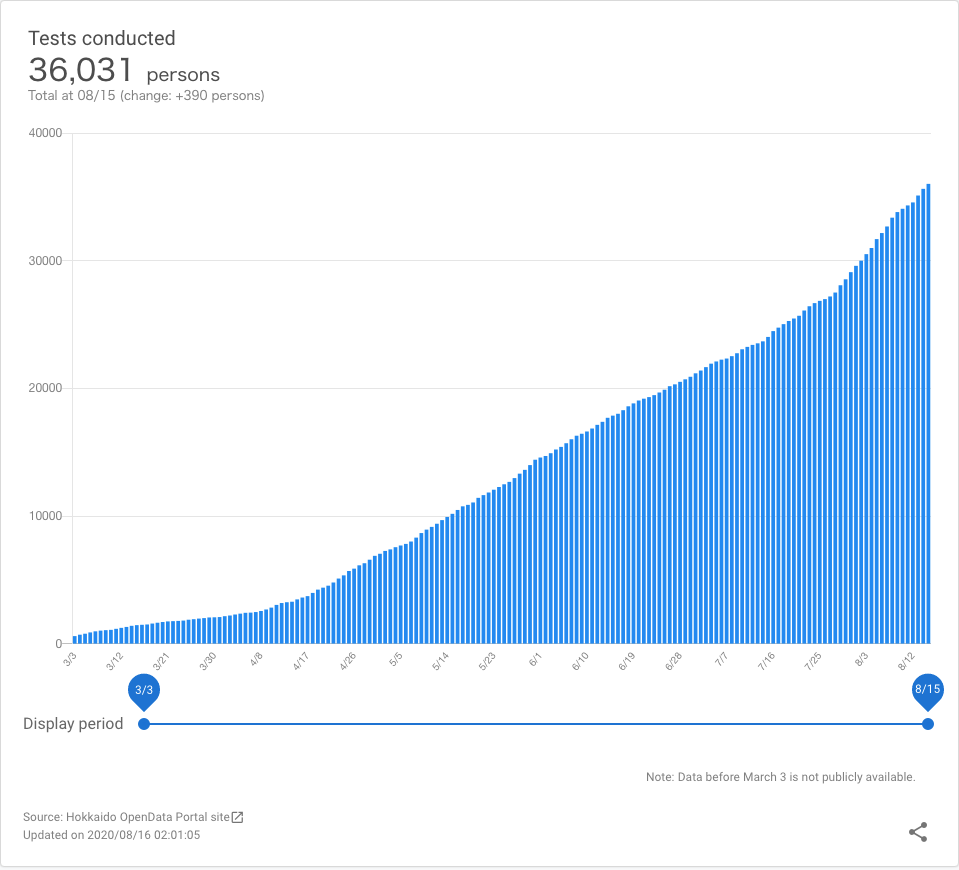 Tests conducted
36,031 persons
Total at 08/15 (change: +390 persons)
40000
30000
20000
10000
0
3/3 3/12 3/21 3/30 4/8 4/17 4/26 5/5 5/14 5/23 6/1 6/10 6/19 6/28 7/7 7/16 7/25 8/3 8/12
3/3 8/15
Display period
Note: Data before March 3 is not publicly available.
Source: Hokkaido OpenData Portal site
Updated on 2020/08/16 02:01:05